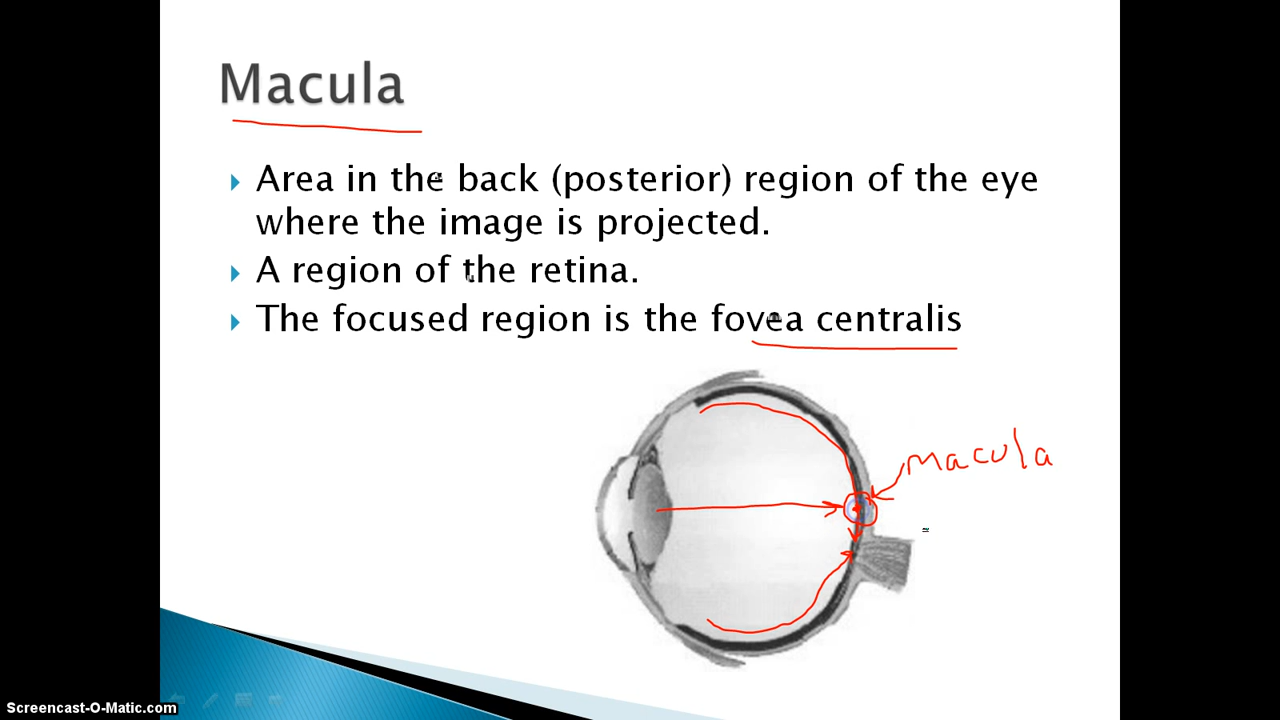 Macula
Area in the back (posterior) region of the eye
where the image is projected.
A region of the retina.
The focused region is the fovea centralis
macula
Screencast-O-Matic.com